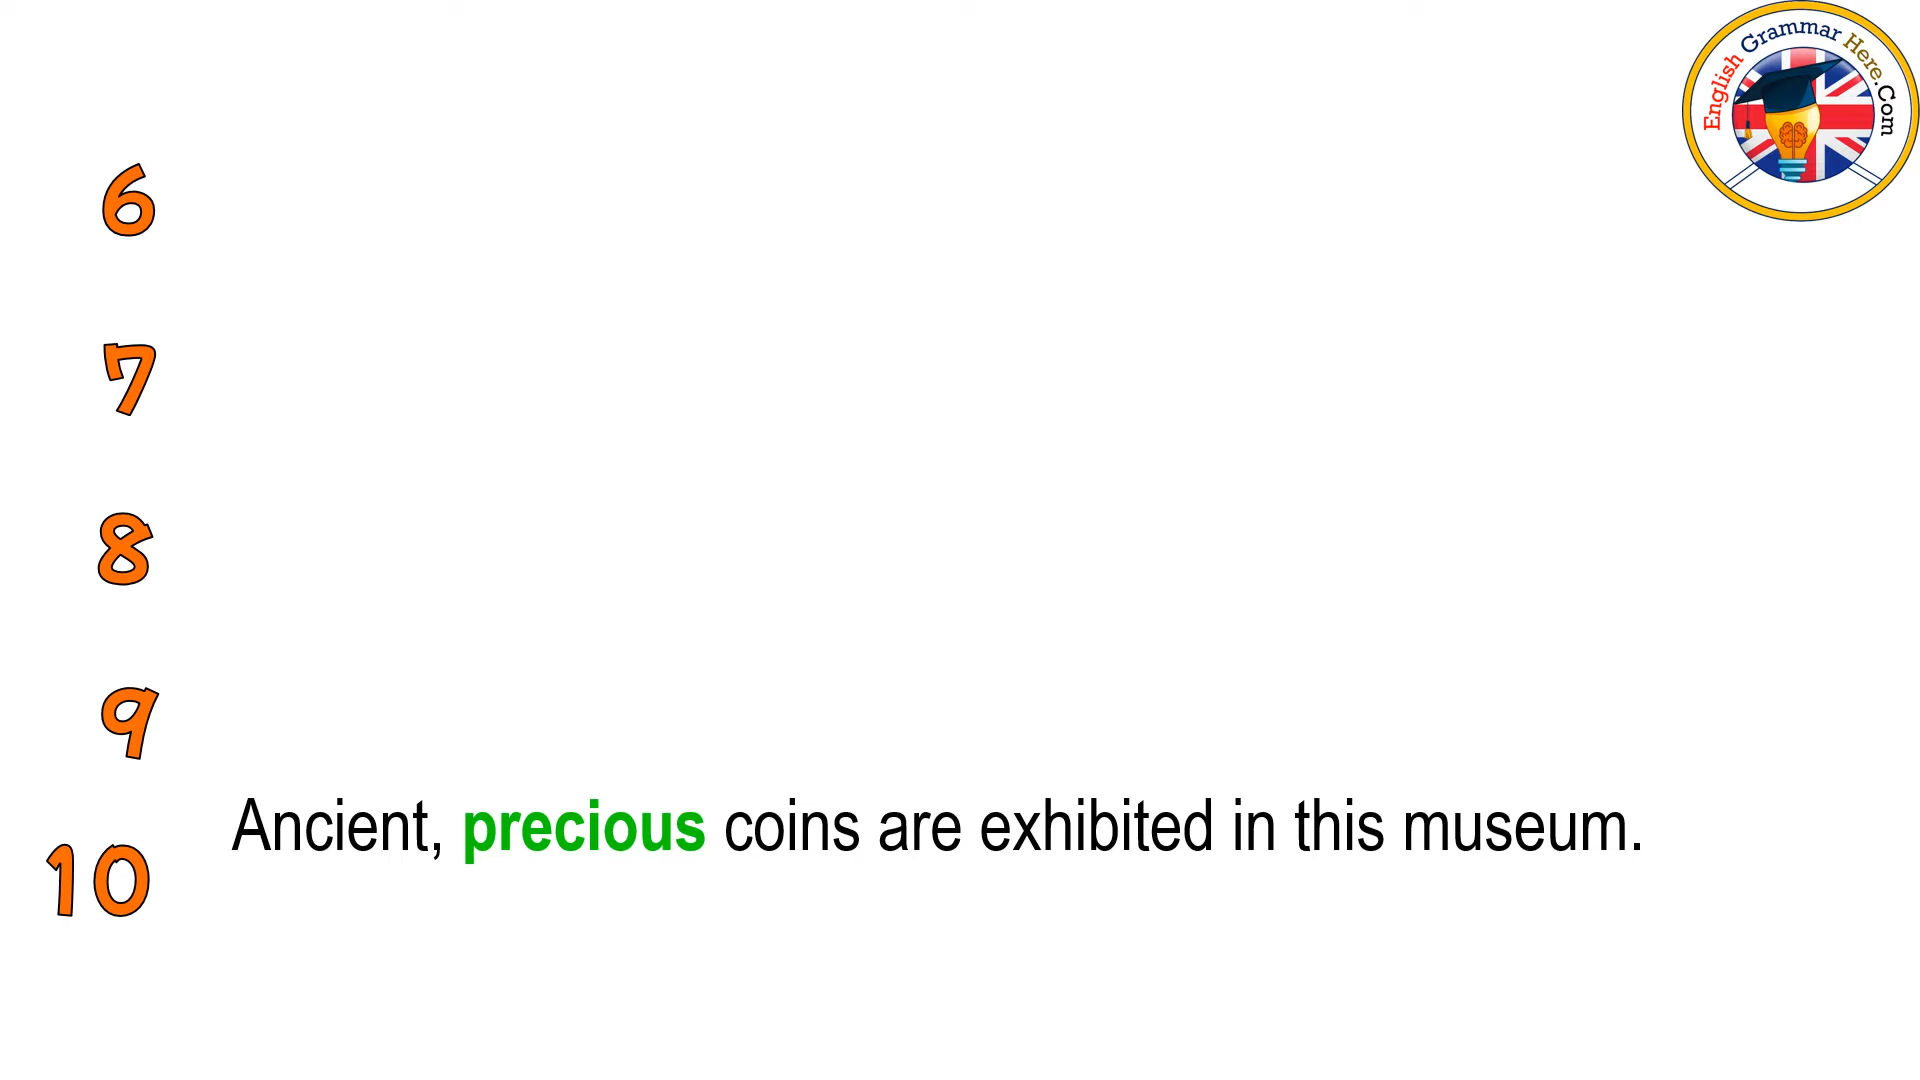 English Grammar Here.Com
6
7
8
9
10 Ancient, precious coins are exhibited in this museum.